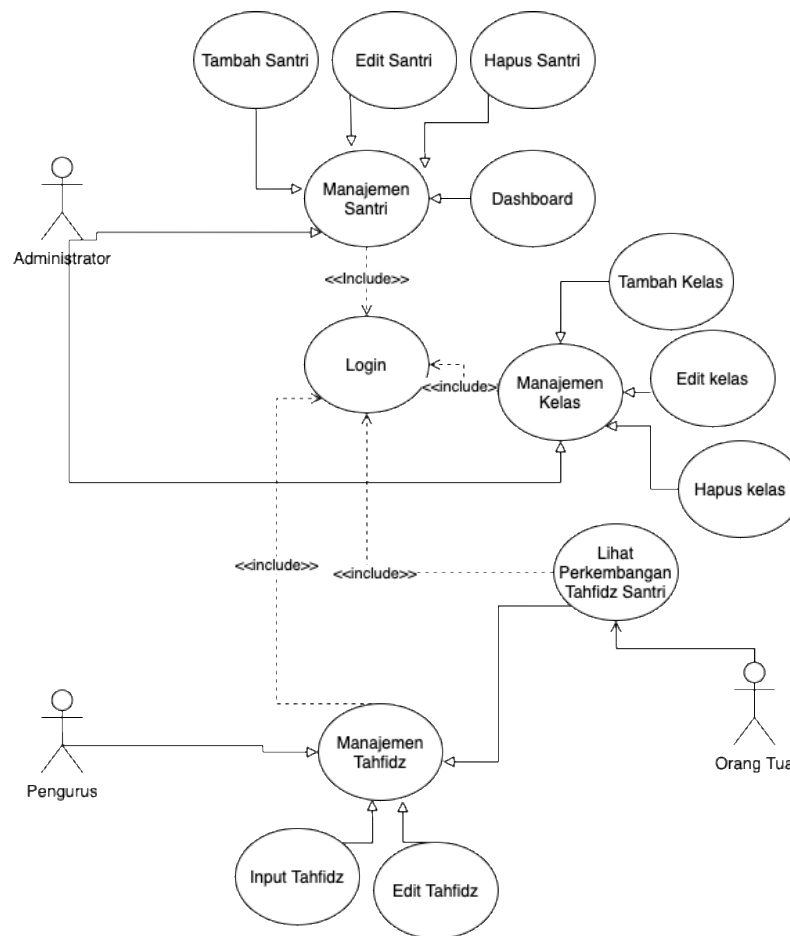 Tambah Santri
Edit Santri
Hapus Santri
Manajemen
Santri
Dashboard
Administrator
<<Include>>
Tambah Kelas
Login
<<include>>
Manajemen
Kelas
Edit kelas
Hapus kelas
<<include>>
<<include>>
Lihat
Perkembangan
Tahfidz Santri
Manajemen
Tahfidz
Pengurus
Orang Tua
Input Tahfidz
Edit Tahfidz